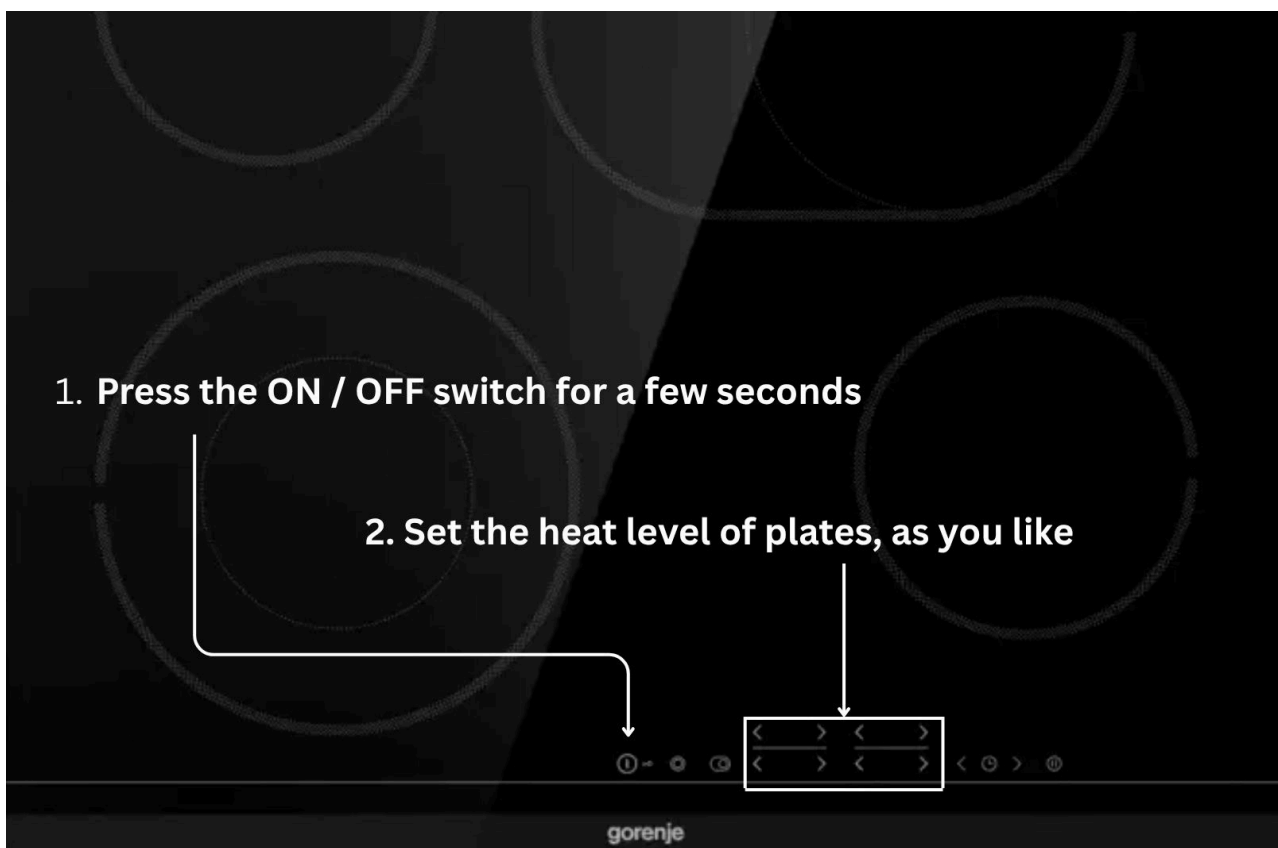 1. Press the ON / OFF switch for a few seconds
2. Set the heat level of plates, as you like
gorenje